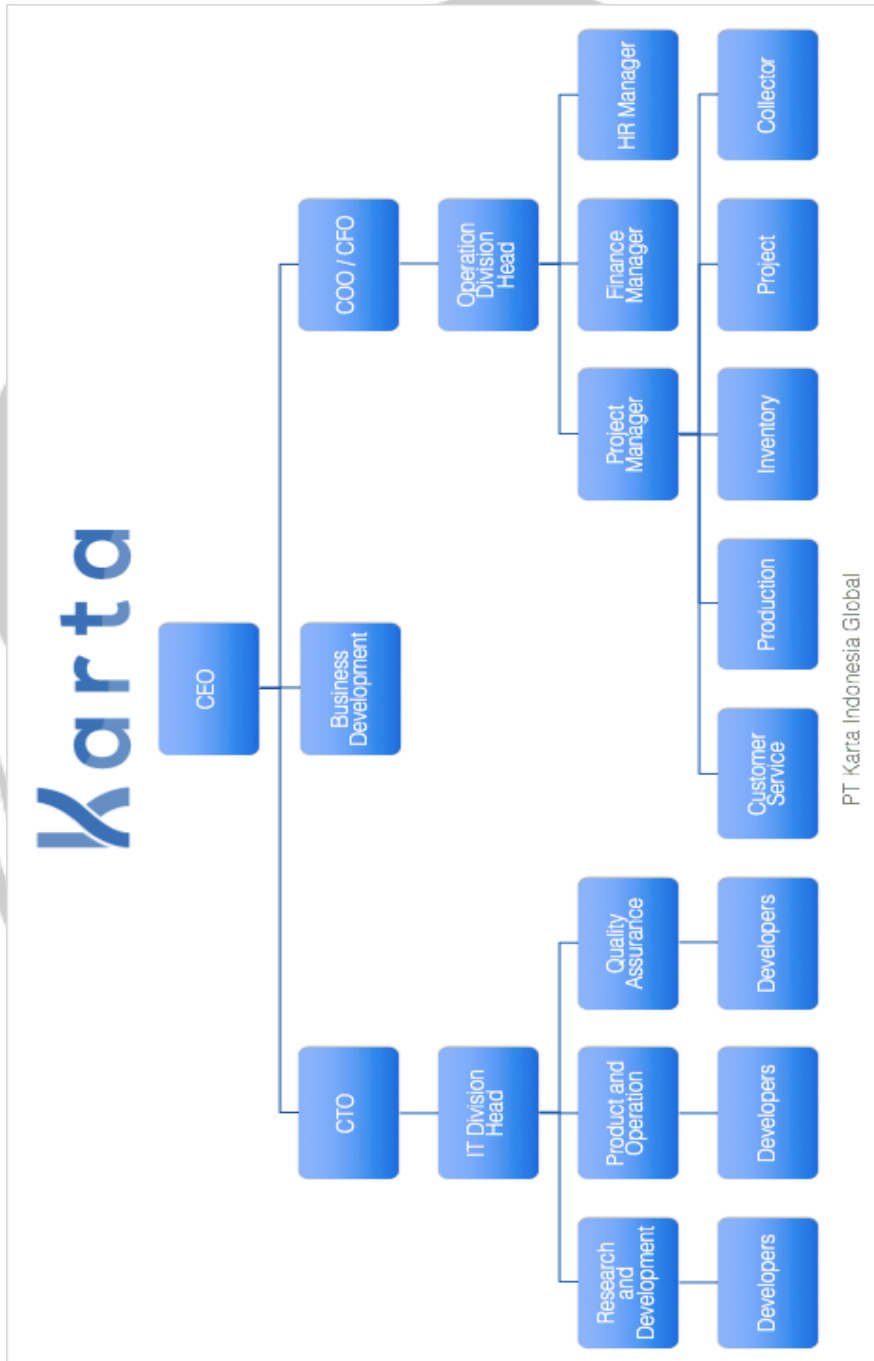 Karta
CEO
CTO
Business
Development
COO / CFO
IT Division
Head
Operation
Division
Head
Research
and
Development
Product and
Operation
Quality
Assurance
Project
Manager
Finance
Manager
HR Manager
Developers
Developers
Developers
Customer
Service
Production
Inventory
Project
Collector
PT Karta Indonesia Global